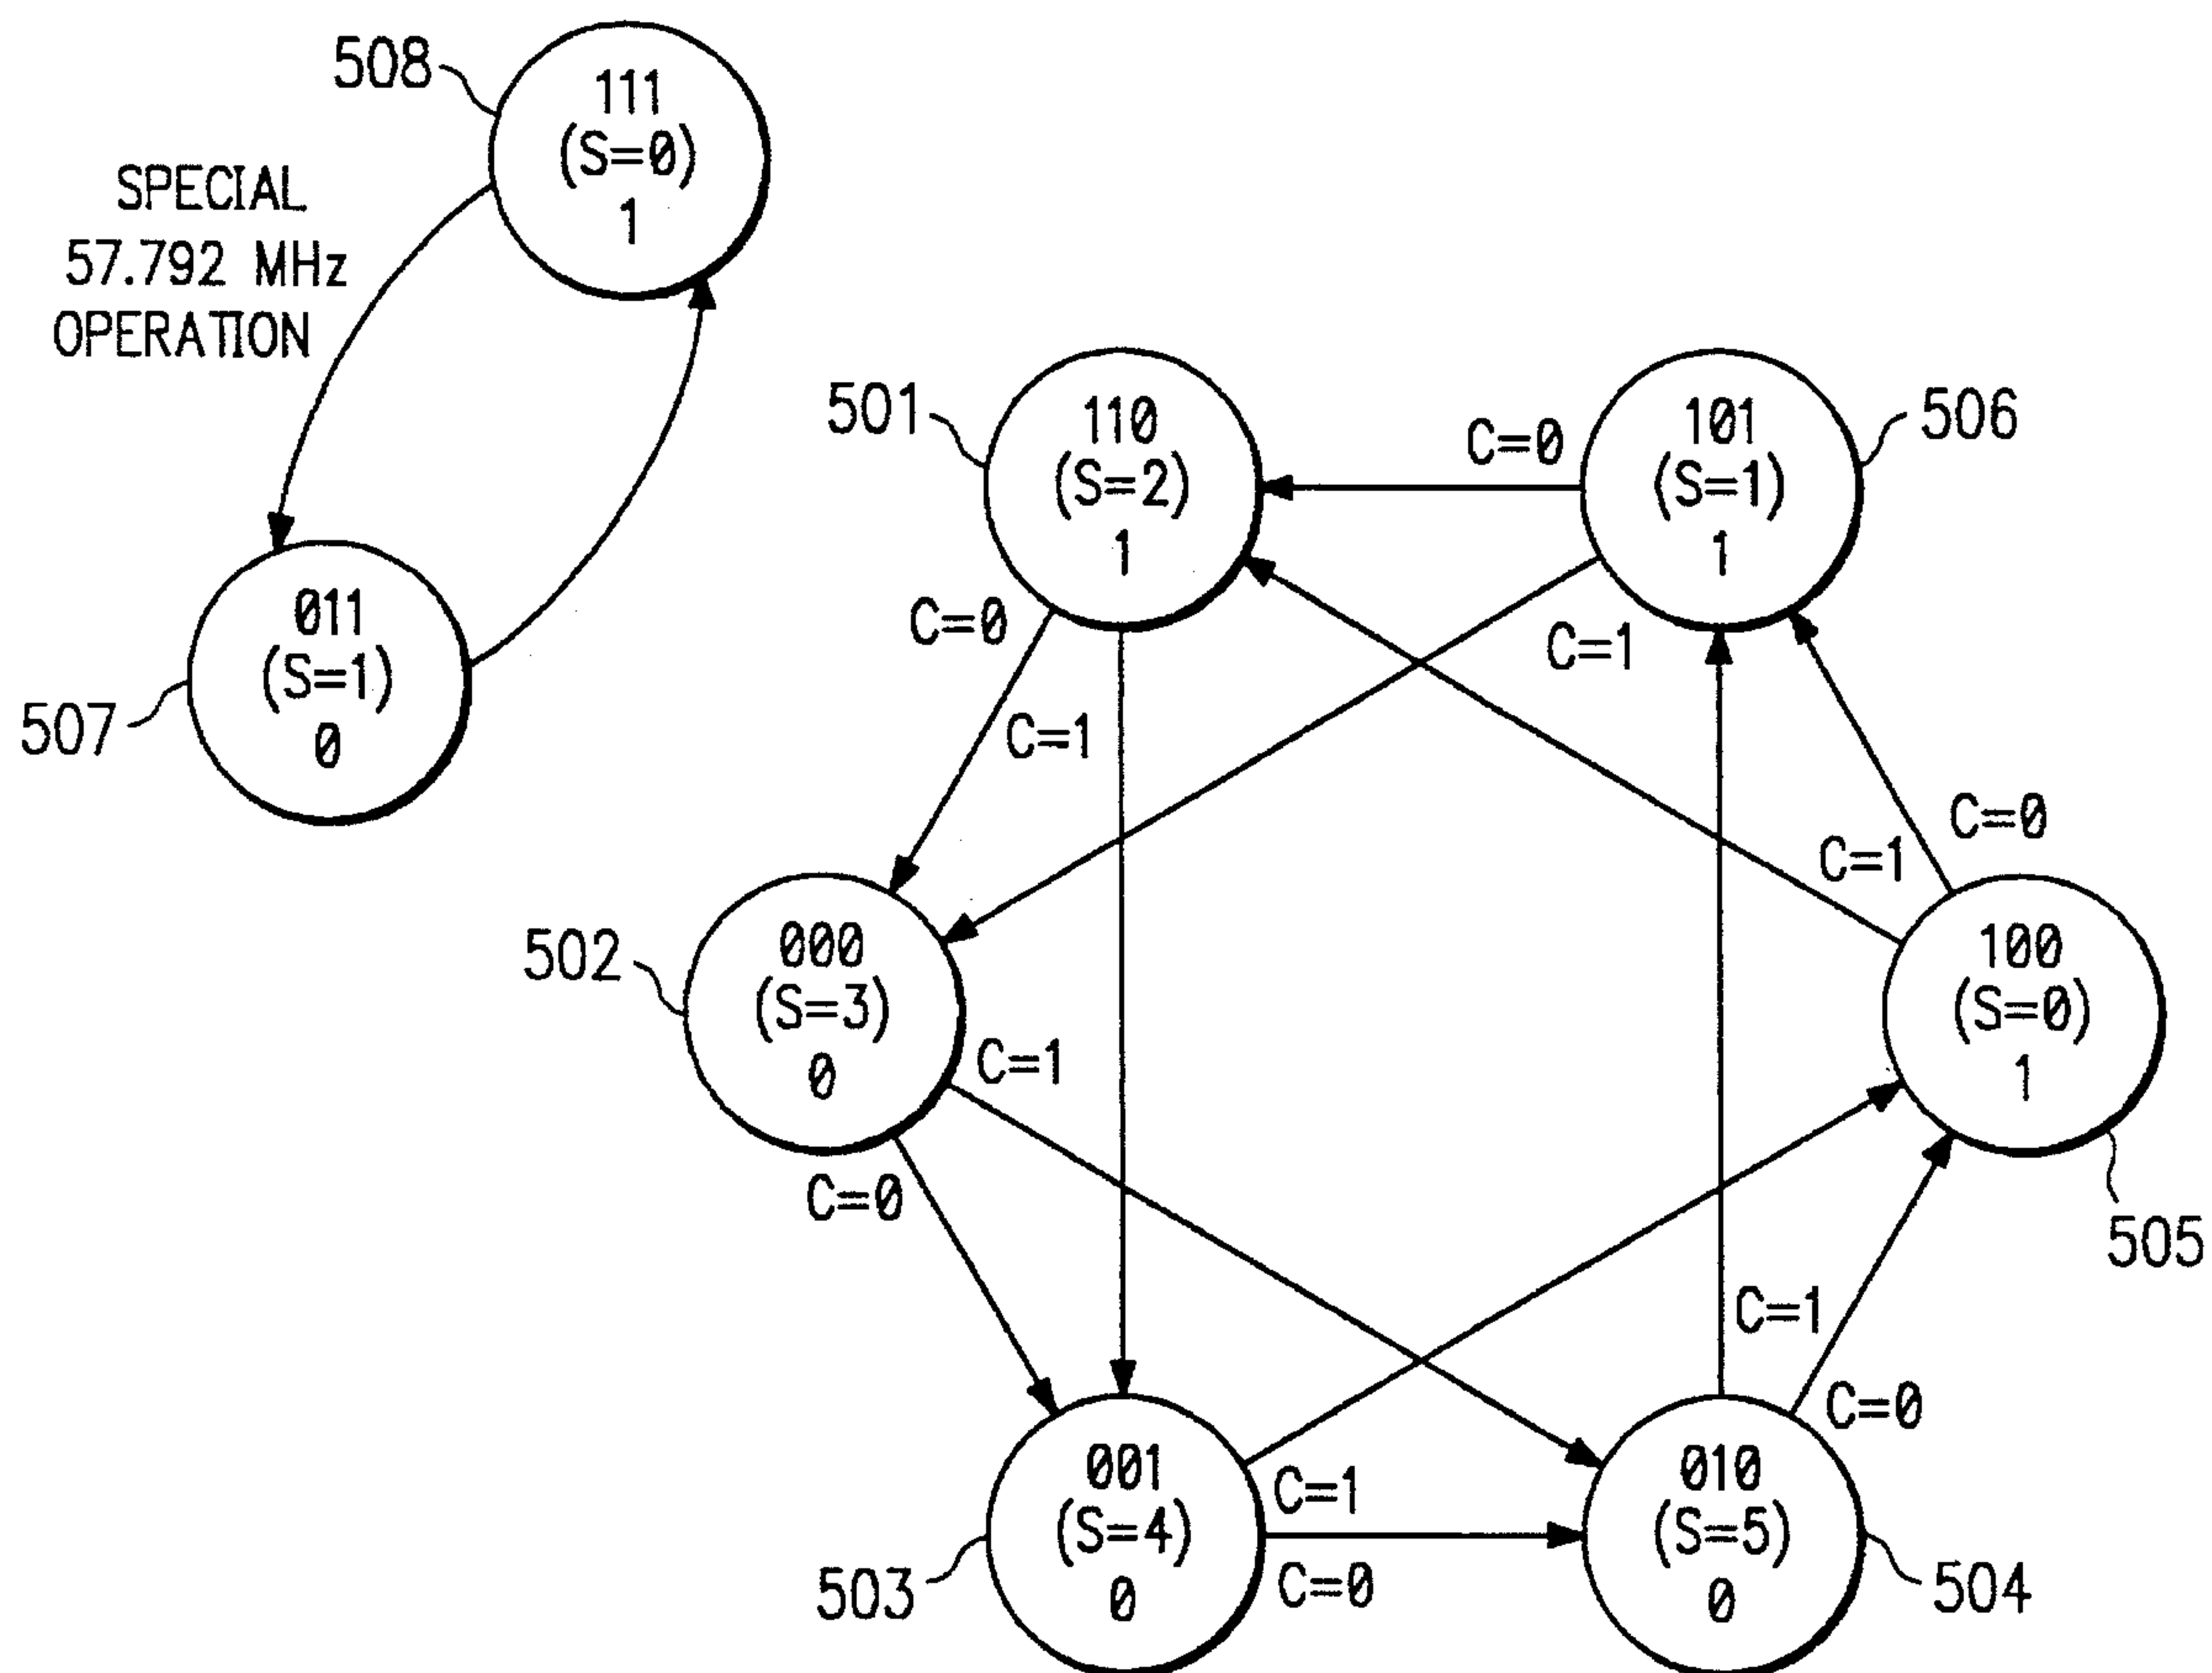 508
111
(S=0)
1
SPECIAL
57.792 MHz
OPERATION
011
(S=1)
0
507
501
110
(S=2)
1
C=0
101
(S=1)
1
506
C=0
C=1
C=1
C=0
C=1
502
000
(S=3)
0
C=1
C=0
100
(S=0)
1
505
C=1
C=0
503
001
(S=4)
0
C=1
C=0
010
(S=5)
0
504